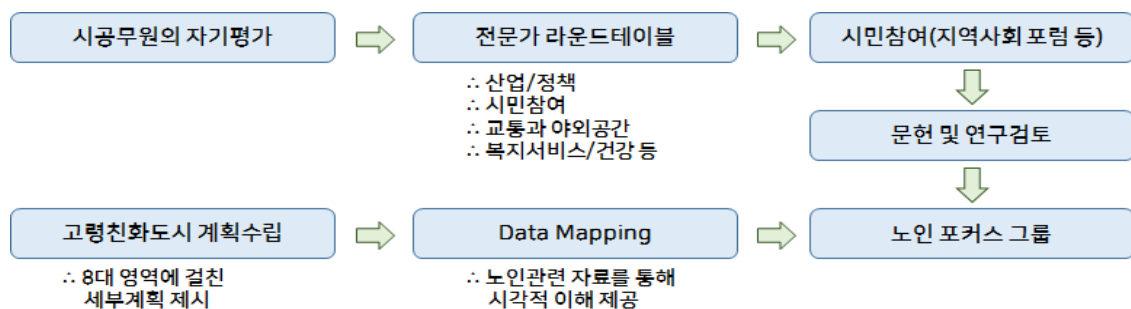 시공무원의 자기평가
전문가 라운드테이블
시민참여(지역사회 포럼 등)
∴ 산업/정책
∴ 시민참여
∴ 교통과 야외공간
∴ 복지서비스/건강 등
문헌 및 연구검토
고령친화도시 계획수립
Data Mapping
노인 포커스 그룹
∴ 8대 영역에 걸친
세부계획 제시
∴ 노인관련 자료를 통해
시각적 이해 제공